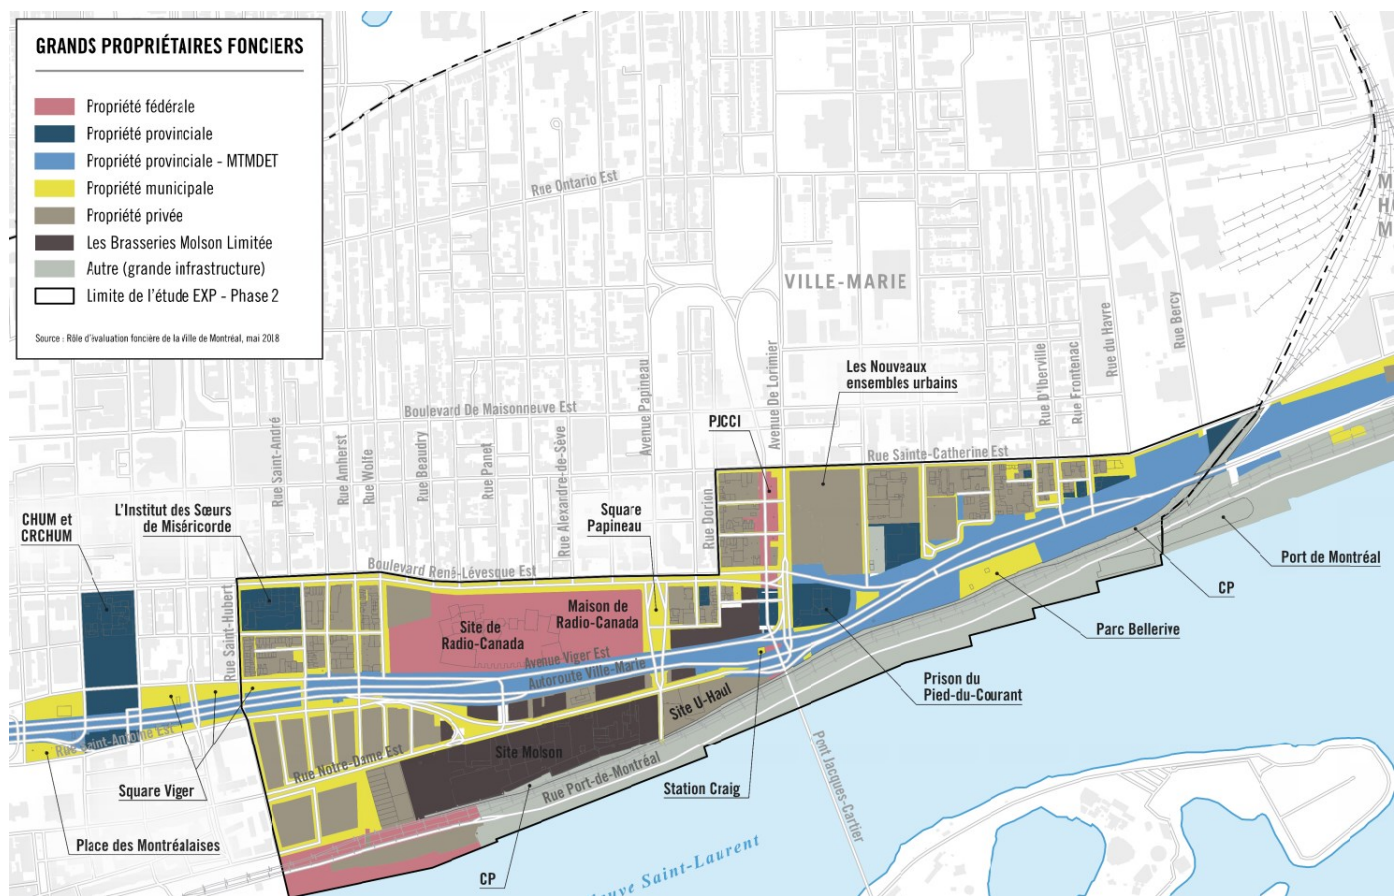 GRANDS PROPRIÉTAIRES FONCIERS
Propriété fédérale
Propriété provinciale
Propriété provinciale - MTMDET
Propriété municipale
Propriété privée
Les Brasseries Molson Limitée
Autre (grande infrastructure)
Limite de l'étude EXP - Phase 2
Source : Rôle d'évaluation foncière de la Ville de Montréal, mai 2018
Rue Ontario Est
VILLE-MARIE
Rue Bercy
Rue du Havre
Rue Frontenac
Rue D'Iberville
Les Nouveaux
ensembles urbains
Avenue De Lorimier
Avenue Papineau
PJCCI
Boulevard De Maisonneuve Est
Rue Sainte-Catherine Est
Rue Saint-André
Rue Amherst
Rue Wolfe
Rue Beaudry
Rue Panet
Rue Alexandre-de-Sève
Rue Dorion
Square
Papineau
L'Institut des Sœurs
de Miséricorde
CHUM et
CRCHUM
Boulevard René-Lévesque Est
Rue Saint-Hubert
Maison de
Radio-Canada
Site de
Radio-Canada
Avenue Viger Est
Autoroute Ville-Marie
Port de Montréal
CP
Parc Bellerive
Prison du
Pied-du-Courant
Site U-Haul
Rue Saint-Antoine Est
Rue Notre-Dame Est
Site Molson
Rue Port-de-Montréal
Station Craig
Pont Jacques-Cartier
Square Viger
Place des Montréalaises
CP
Saint-Laurent